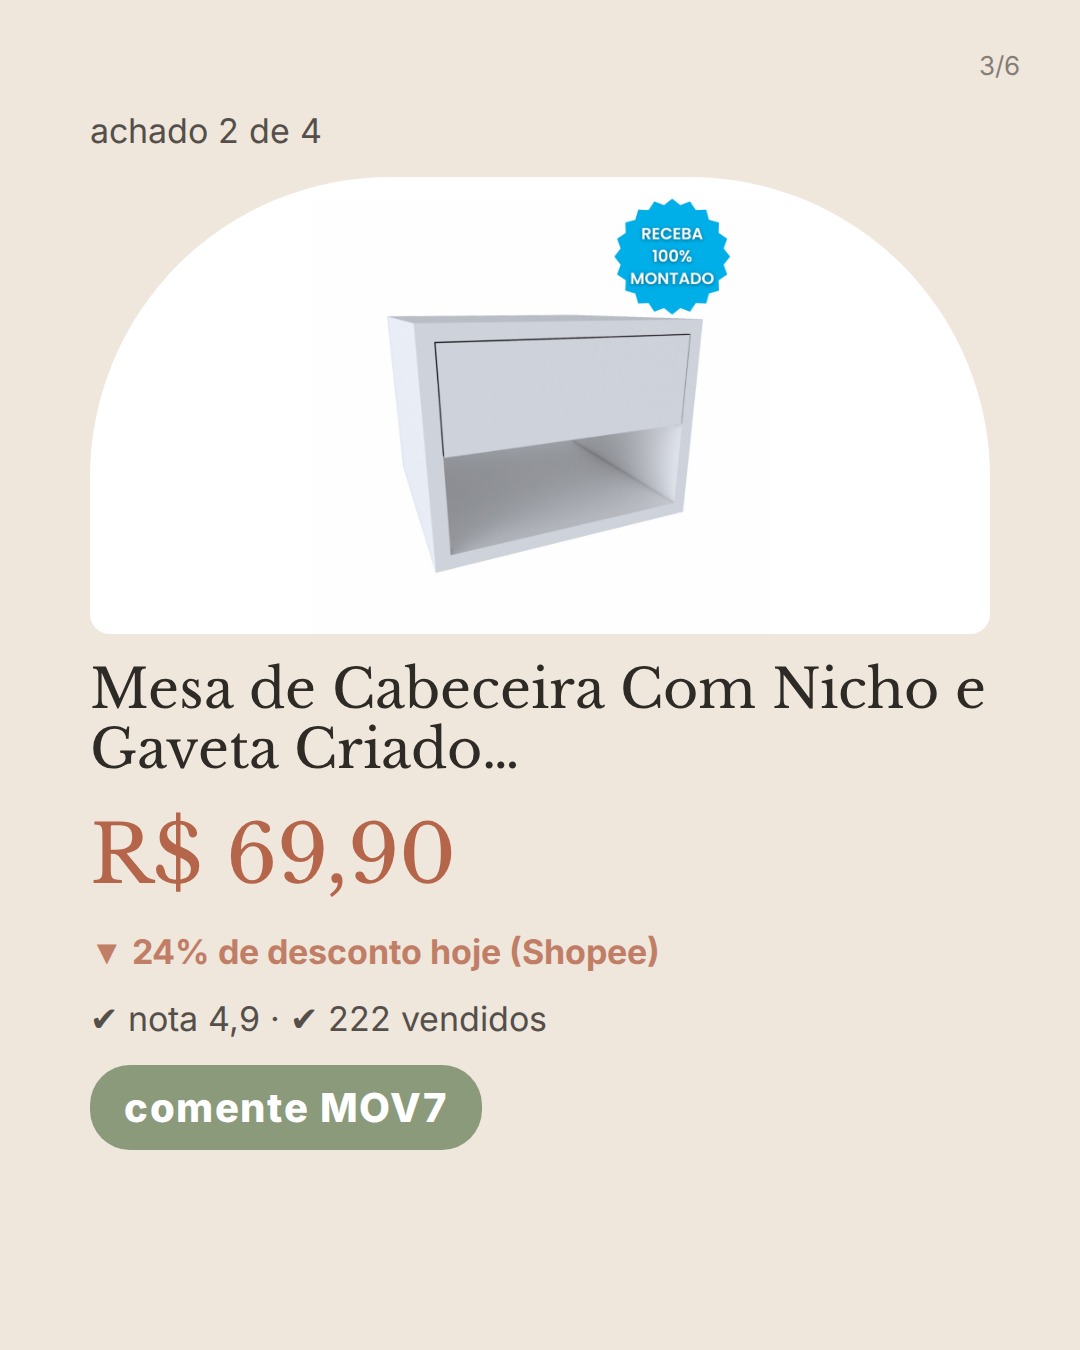 3/6
achado 2 de 4
RECEBA
100%
MONTADO
Mesa de Cabeceira Com Nicho e
Gaveta Criado...
R$ 69,90
▼ 24% de desconto hoje (Shopee)
✔ nota 4,9 · ✔ 222 vendidos
comente MOV7